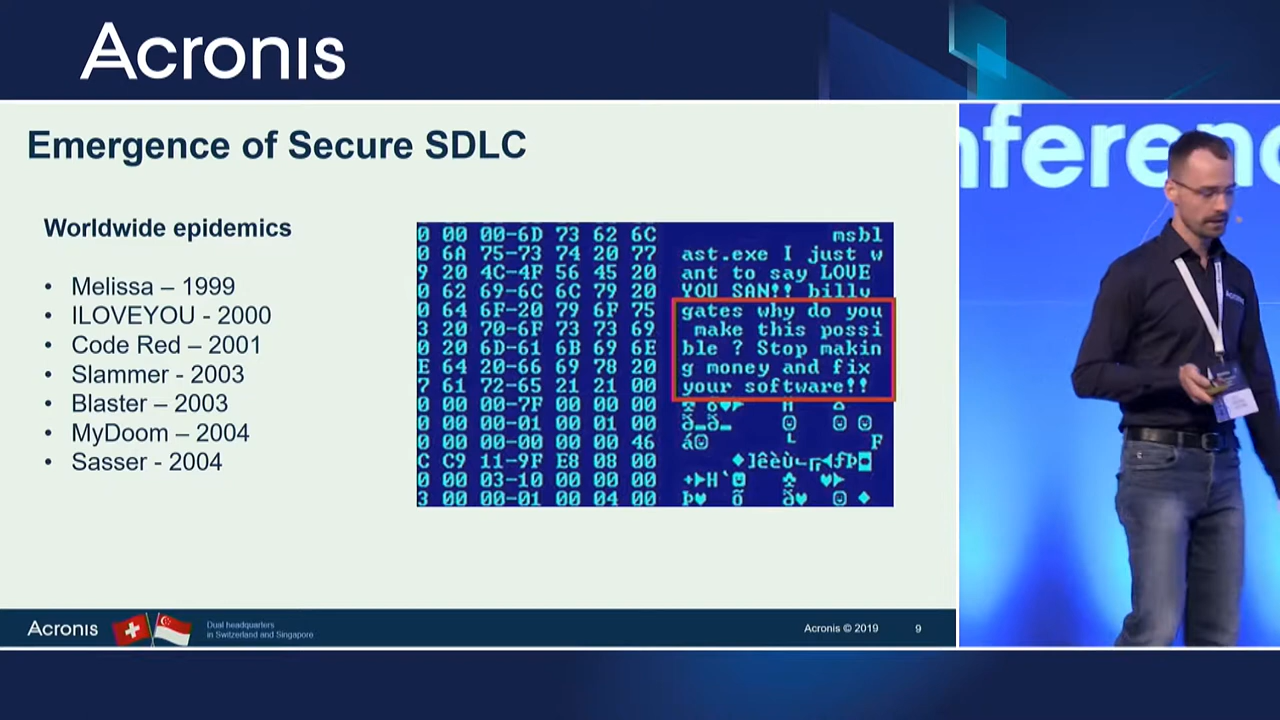 Acronis
Emergence of Secure SDLC
Worldwide epidemics
• Melissa – 1999
• ILOVEYOU - 2000
• Code Red – 2001
• Slammer - 2003
• Blaster – 2003
• MyDoom – 2004
• Sasser - 2004
0 00 00-6D 73 62 6C msbl
0 6A 75-73 74 20 77 ast.exe I just w
9 20 4C-4F 56 45 20 ant to say LOVE
0 62 69-6C 6C 79 20 YOU SAN!! billy
0 64 6F-20 79 6F 75 gates why do you
3 20 70-6F 73 73 69 make this possi
0 20 6D-61 6B 69 6E ble ? Stop makin
E 64 20-66 69 78 20 g money and fix
7 61 72-65 21 21 00 your software!!
0 00 00-7F 00 00 00
0 00 00-01 00 01 00
0 00 00-00 00 00 46 F
C C9 11-9F E8 08 00
0 00 03-10 00 00 00
3 00 00-01 00 04 00
Acronis
Dual headquarters
in Switzerland and Singapore
Acronis © 2019 9
nferenc
Acronis